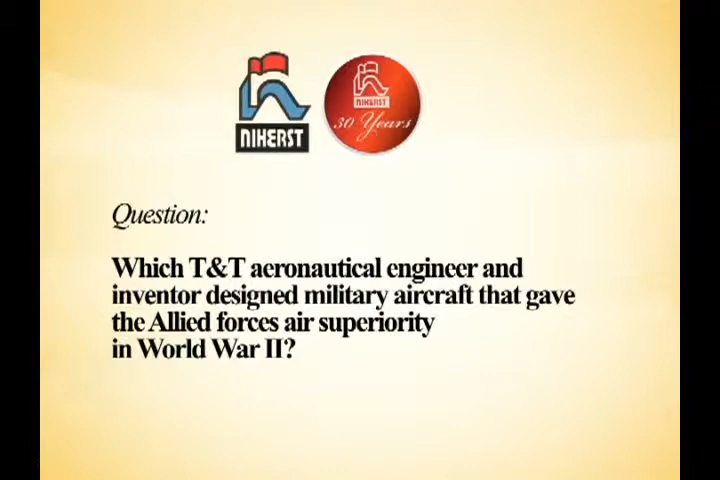 NIHERST
NIHERST
30 Years
Question:
Which T&T aeronautical engineer and
inventor designed military aircraft that gave
the Allied forces air superiority
in World War II?